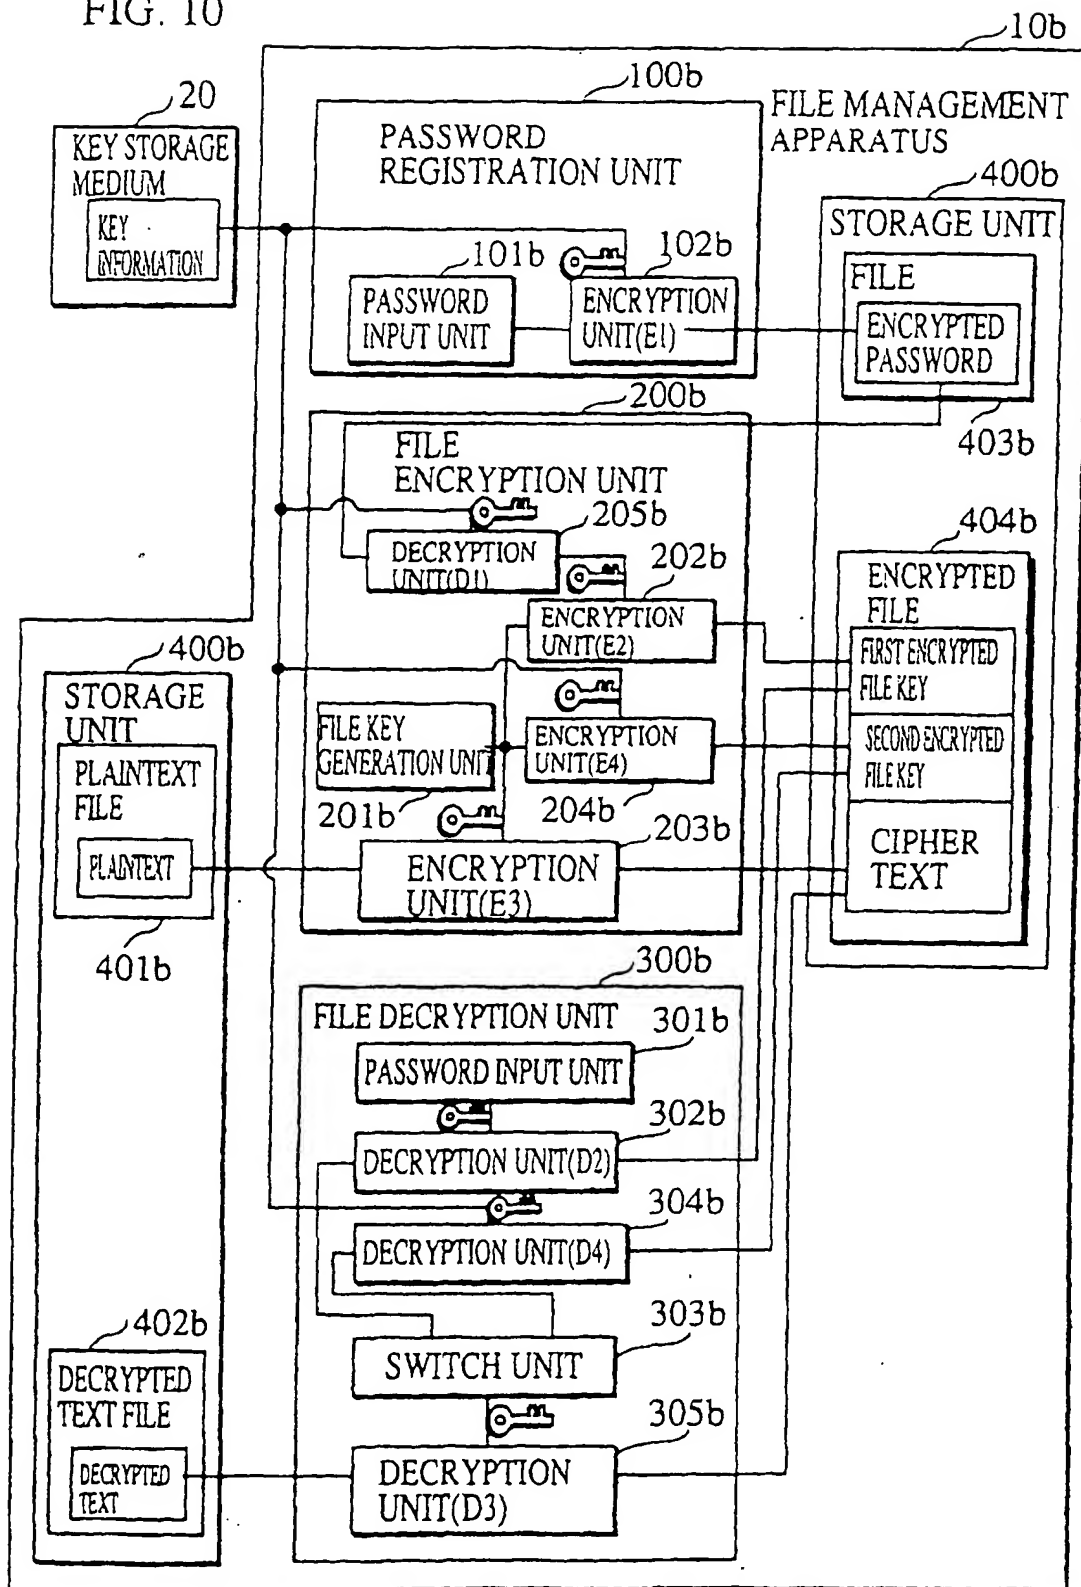 FIG. 10
10b
20
100b
FILE MANAGEMENT
APPARATUS
KEY STORAGE
MEDIUM
KEY
INFORMATION
PASSWORD
REGISTRATION UNIT
101b
102b
PASSWORD
INPUT UNIT
ENCRYPTION
UNIT(E1)
400b
STORAGE UNIT
FILE
ENCRYPTED
PASSWORD
403b
200b
FILE
ENCRYPTION UNIT
205b
DECRYPTION
UNIT(D1)
202b
ENCRYPTION
UNIT(E2)
404b
ENCRYPTED
FILE
FIRST ENCRYPTED
FILE KEY
SECOND ENCRYPTED
FILE KEY
CIPHER
TEXT
400b
STORAGE
UNIT
PLAINTEXT
FILE
PLAINTEXT
401b
FILE KEY
GENERATION UNIT
201b
ENCRYPTION
UNIT(E4)
204b
203b
ENCRYPTION
UNIT(E3)
300b
FILE DECRYPTION UNIT
301b
PASSWORD INPUT UNIT
302b
DECRYPTION UNIT(D2)
304b
DECRYPTION UNIT(D4)
303b
SWITCH UNIT
402b
DECRYPTED
TEXT FILE
DECRYPTED
TEXT
305b
DECRYPTION
UNIT(D3)